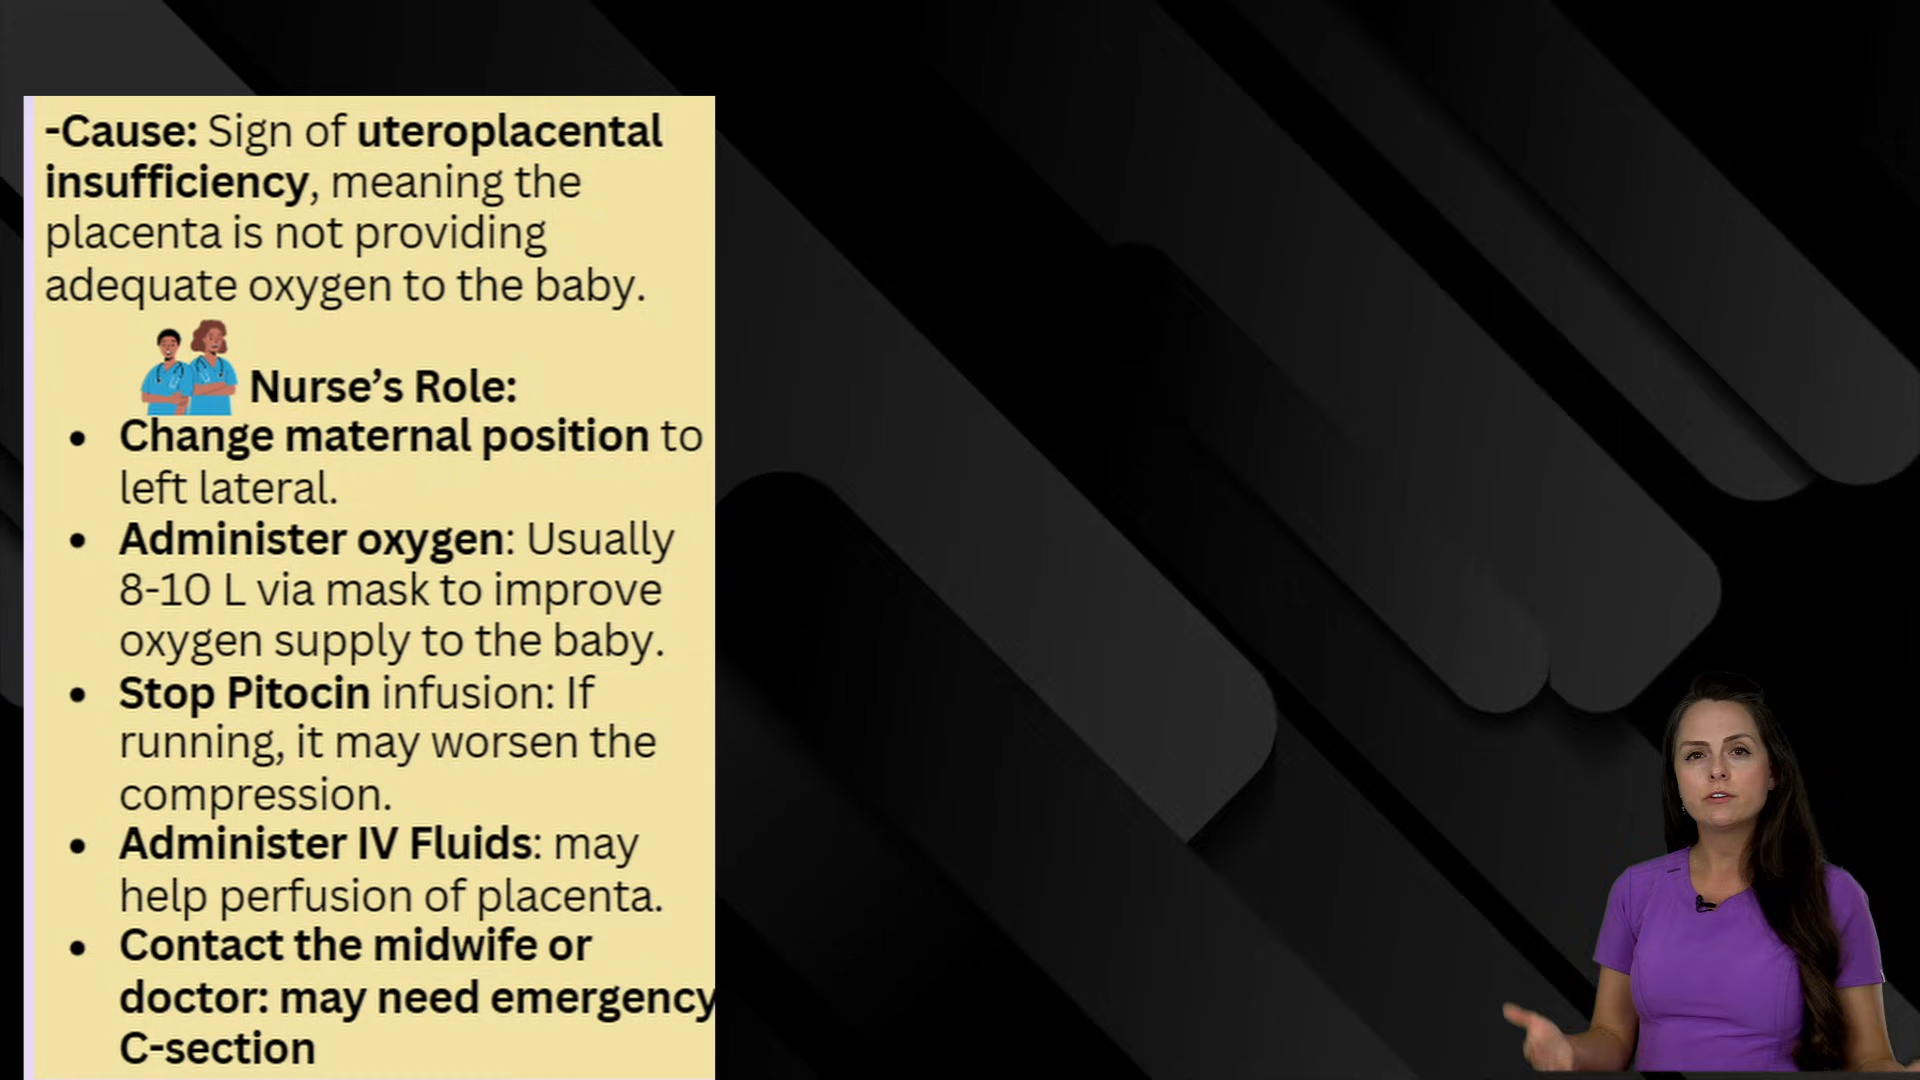 -Cause: Sign of uteroplacental
insufficiency, meaning the
placenta is not providing
adequate oxygen to the baby.
Nurse’s Role:
• Change maternal position to
left lateral.
• Administer oxygen: Usually
8-10 L via mask to improve
oxygen supply to the baby.
• Stop Pitocin infusion: If
running, it may worsen the
compression.
• Administer IV Fluids: may
help perfusion of placenta.
• Contact the midwife or
doctor: may need emergency
C-section